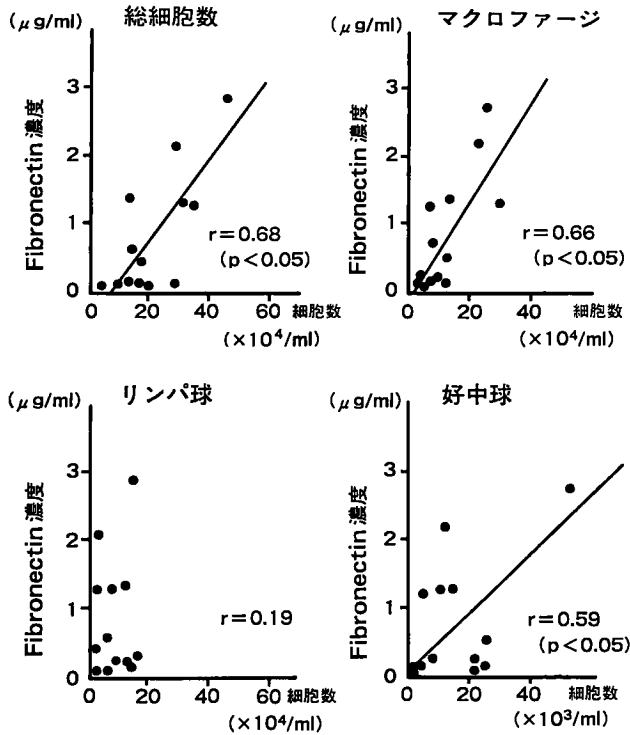 (μg/ml) 総細胞数
3
2
1
0
Fibronectin 濃度
r=0.68
(p<0.05)
0 20 40 60 細胞数
(×10⁴/ml)
(μg/ml) マクロファージ
3
2
1
0
Fibronectin 濃度
r=0.66
(p<0.05)
0 20 40 60 細胞数
(×10⁴/ml)
(μg/ml) リンパ球
3
2
1
0
Fibronectin 濃度
r=0.19
0 20 40 60 細胞数
(×10⁴/ml)
(μg/ml) 好中球
3
2
1
0
Fibronectin 濃度
r=0.59
(p<0.05)
0 20 40 60 細胞数
(×10³/ml)